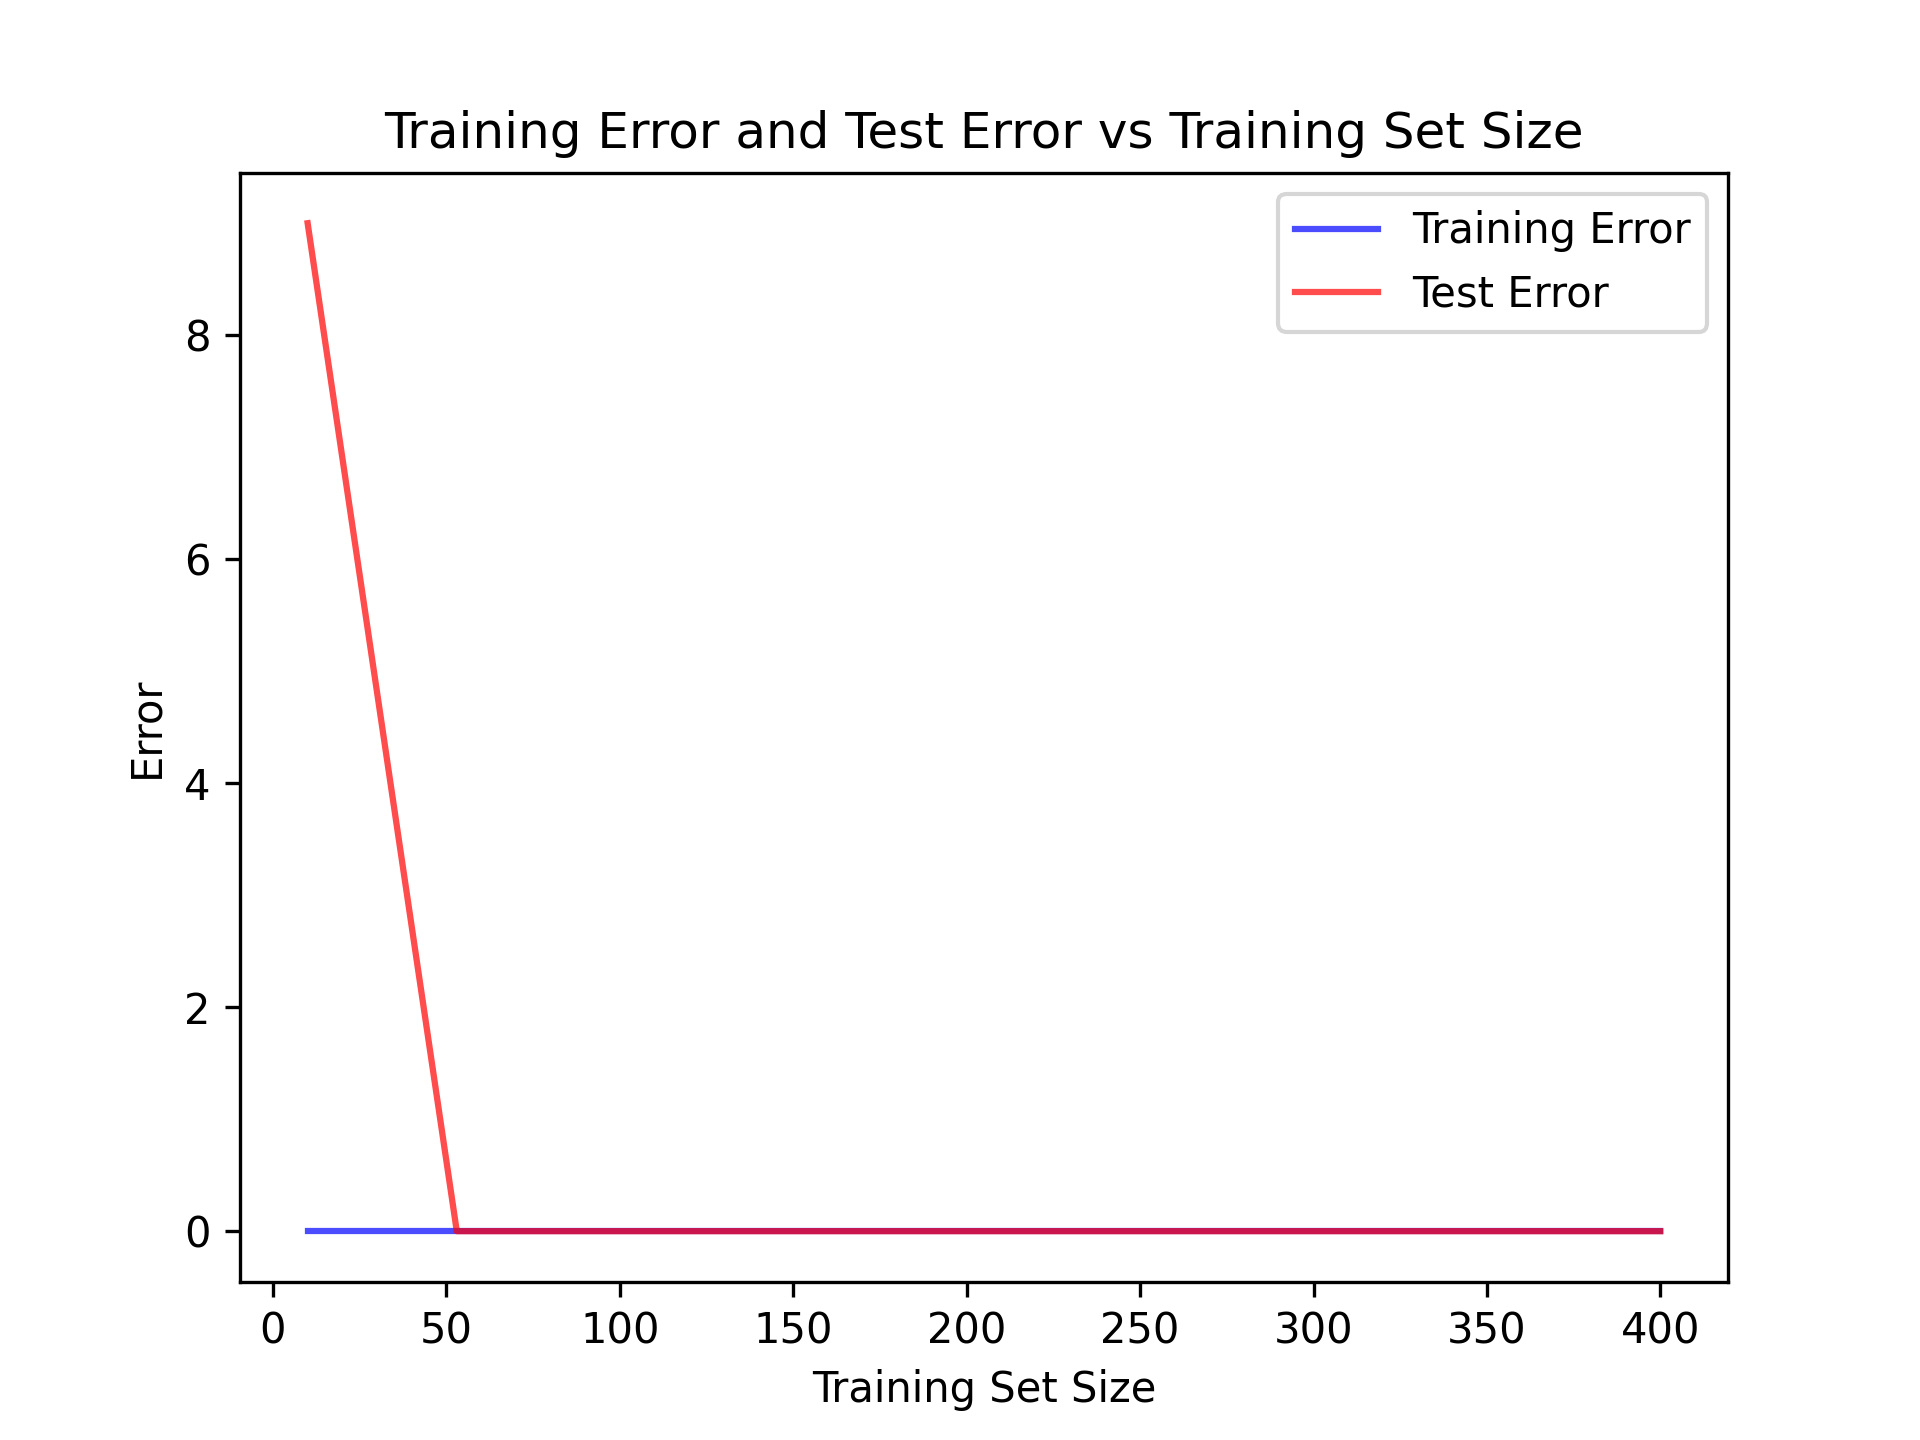 Training Error and Test Error vs Training Set Size
Training Error
Test Error
8
6
4
2
0
Error
0 50 100 150 200 250 300 350 400
Training Set Size